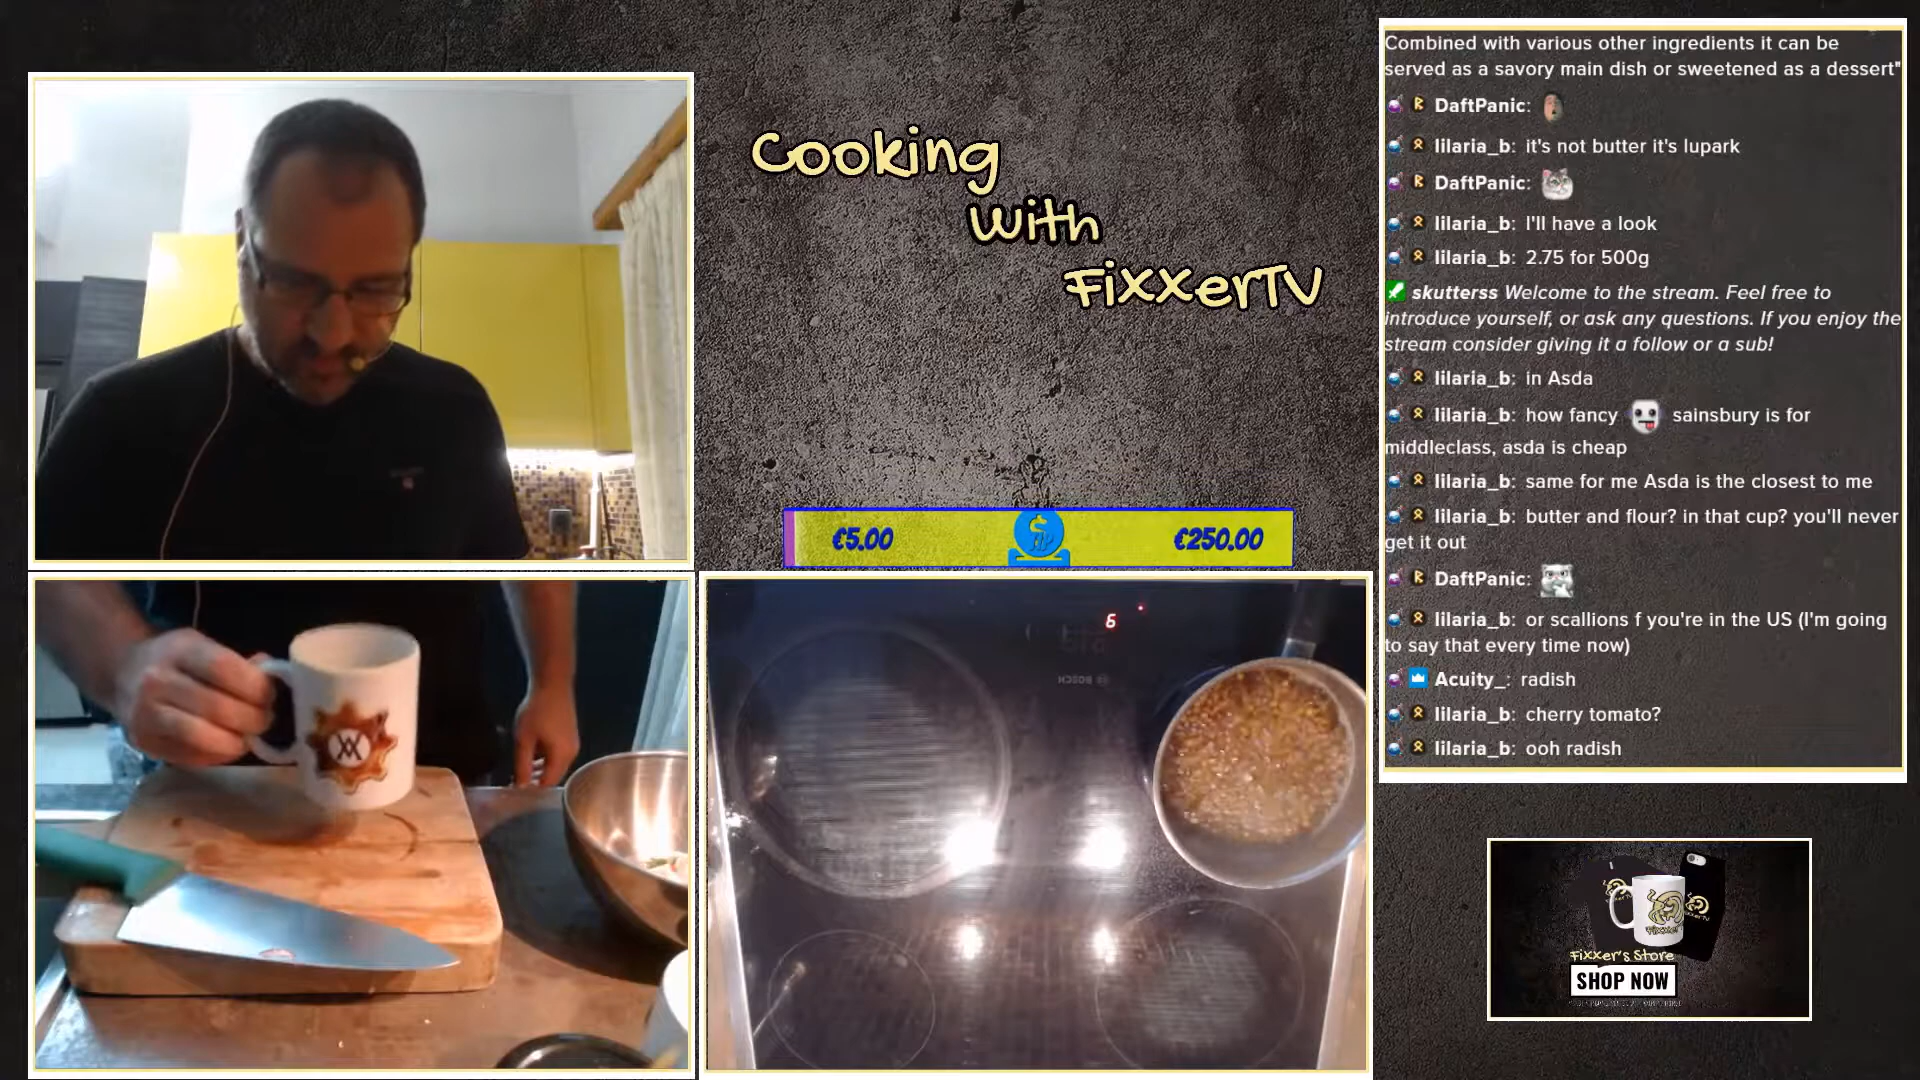 Cooking
with
FiXXerTV
€5.00
TIP
€250.00
6
BOSCH
Combined with various other ingredients it can be
served as a savory main dish or sweetened as a dessert"
DaftPanic:
lilaria_b: it's not butter it's lupark
DaftPanic:
lilaria_b: I'll have a look
lilaria_b: 2.75 for 500g
skutterss Welcome to the stream. Feel free to
introduce yourself, or ask any questions. If you enjoy the
stream consider giving it a follow or a sub!
lilaria_b: in Asda
lilaria_b: how fancy sainsbury is for
middleclass, asda is cheap
lilaria_b: same for me Asda is the closest to me
lilaria_b: butter and flour? in that cup? you'll never
get it out
DaftPanic:
lilaria_b: or scallions f you're in the US (I'm going
to say that every time now)
Acuity_: radish
lilaria_b: cherry tomato?
lilaria_b: ooh radish
FiXXer's Store
SHOP NOW